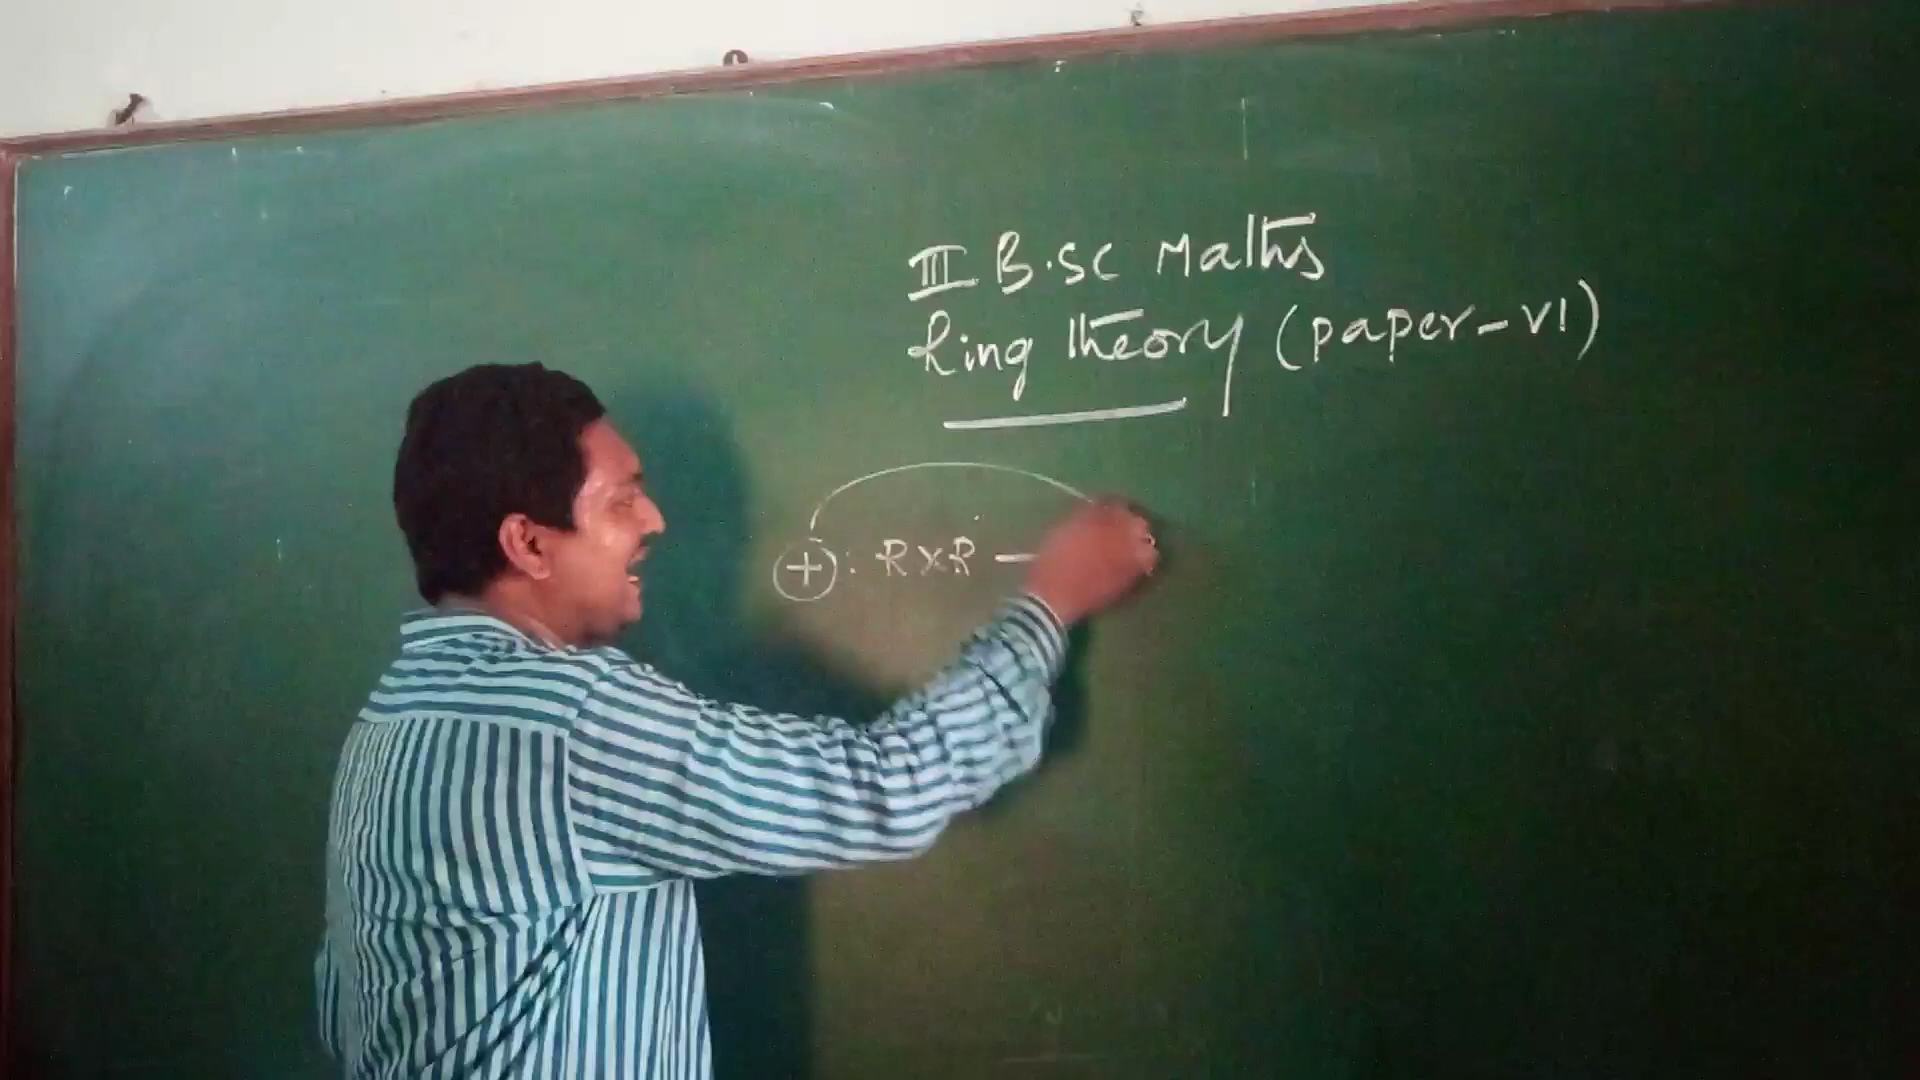 III B.SC Maths
Ring theory (paper-VI)
+ : R x R —